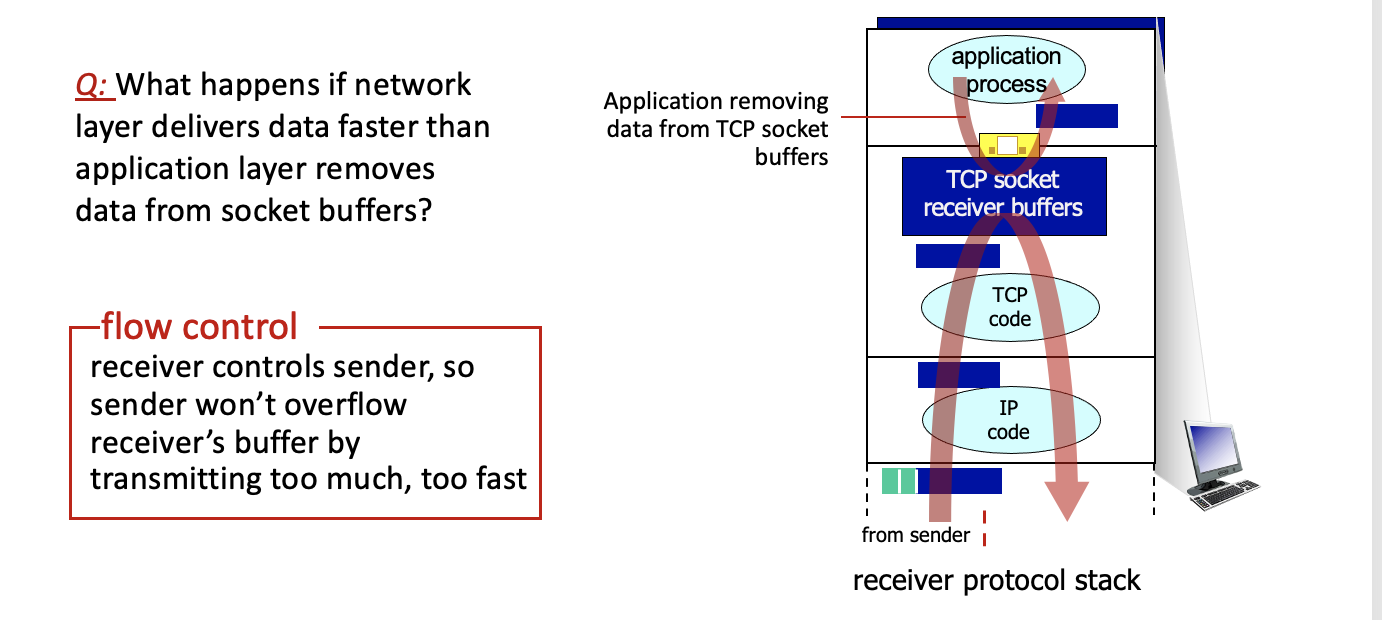 Q: What happens if network
layer delivers data faster than
application layer removes
data from socket buffers?
flow control
receiver controls sender, so
sender won’t overflow
receiver’s buffer by
transmitting too much, too fast
Application removing
data from TCP socket
buffers
application
process
TCP socket
receiver buffers
TCP
code
IP
code
from sender
receiver protocol stack